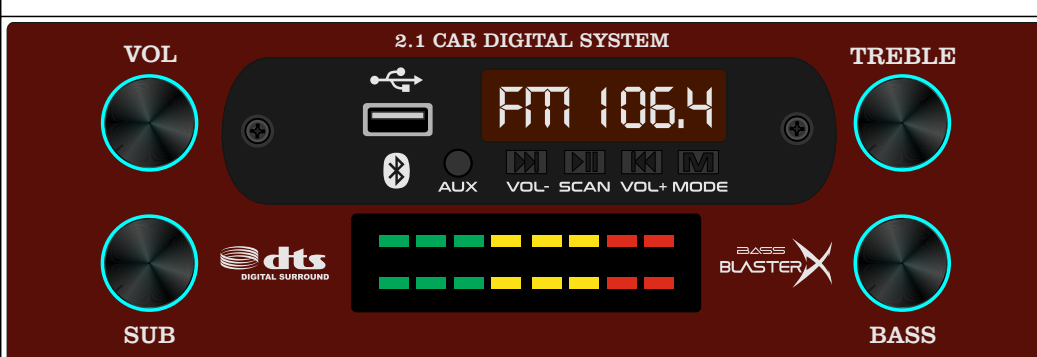 2.1 CAR DIGITAL SYSTEM
VOL
TREBLE
FM 106.4
AUX
VOL- SCAN VOL+ MODE
M
dts
DIGITAL SURROUND
BASS
BLASTERX
SUB
BASS